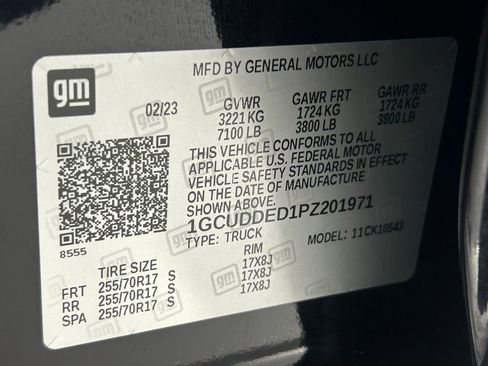 gm
MFD BY GENERAL MOTORS LLC
02/23 GVWR GAWR FRT GAWR RR
3221 KG 1724 KG 1724 KG
7100 LB 3800 LB 3800 LB
THIS VEHICLE CONFORMS TO ALL
APPLICABLE U.S. FEDERAL MOTOR
VEHICLE SAFETY STANDARDS IN EFFECT
ON THE DATE OF MANUFACTURE SHOWN ABOVE.
1GCUDDED1PZ201971
8555 TYPE: TRUCK MODEL: 11CK10543
TIRE SIZE RIM
FRT 255/70R17 S 17X8J
RR 255/70R17 S 17X8J
SPA 255/70R17 S 17X8J